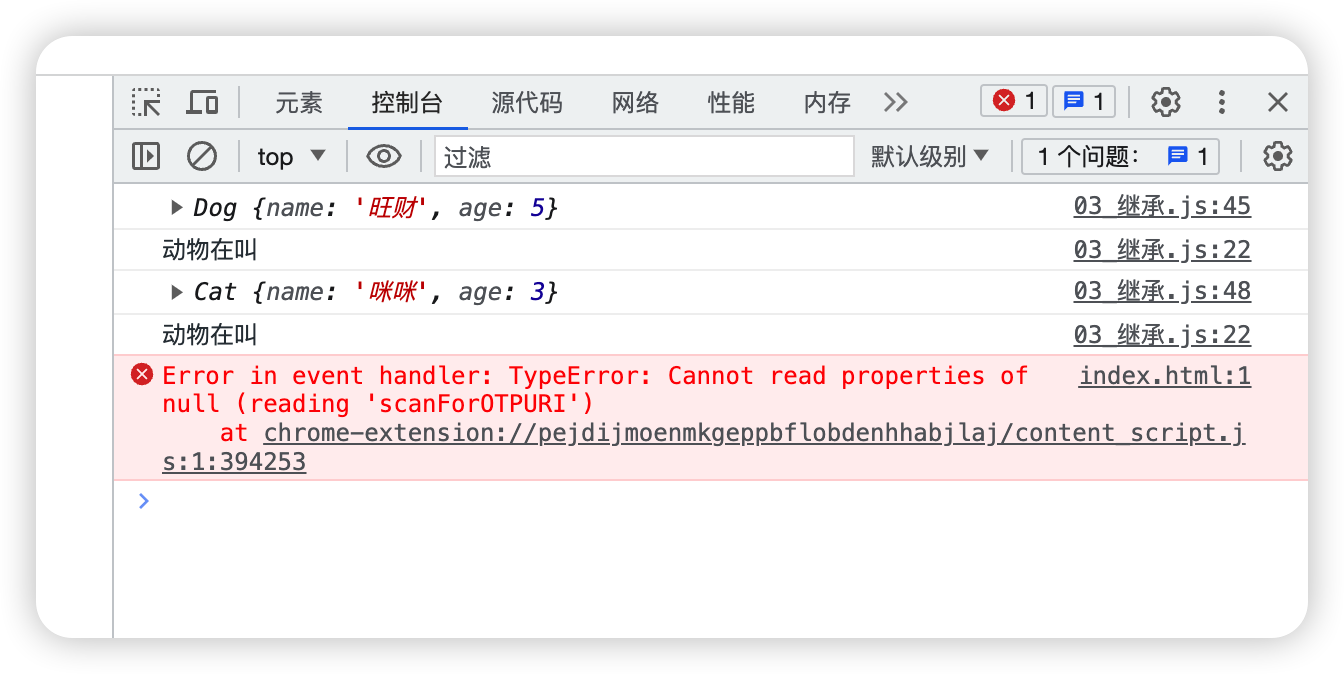 元素 控制台 源代码 网络 性能 内存 1 1
top 过滤 默认级别 1 个问题： 1
Dog {name: '旺财', age: 5} 03_继承.js:45
动物在叫 03_继承.js:22
Cat {name: '咪咪', age: 3} 03_继承.js:48
动物在叫 03_继承.js:22
Error in event handler: TypeError: Cannot read properties of index.html:1
null (reading 'scanForOTPURI')
at chrome-extension://pejdijmoenmkgeppbflobdenhhabjlaj/content_script.j
s:1:394253